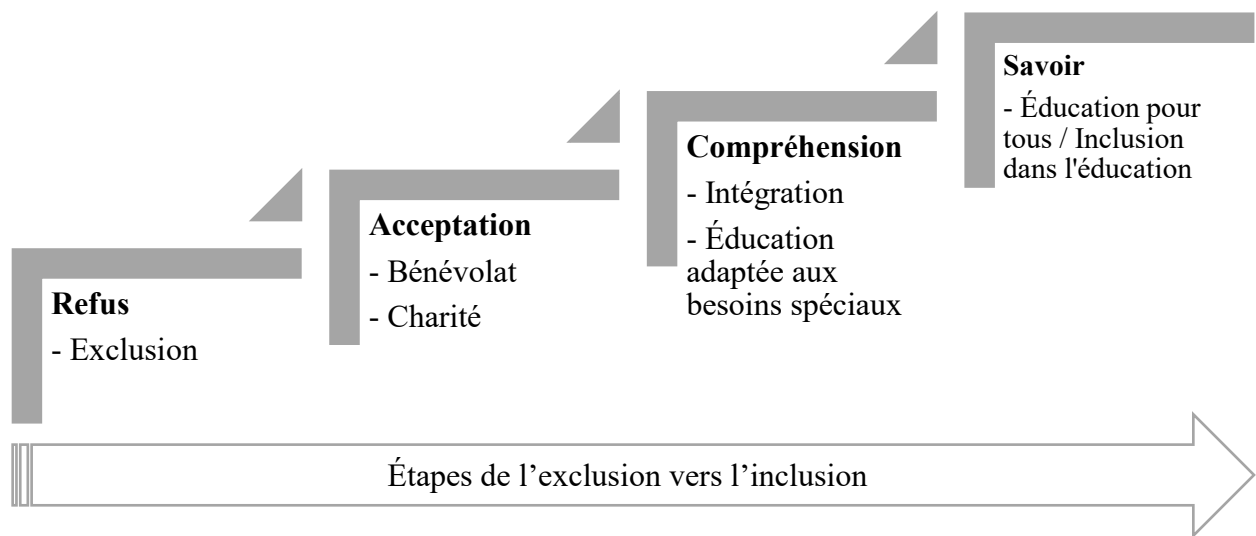 Refus
- Exclusion
Acceptation
- Bénévolat
- Charité
Compréhension
- Intégration
- Éducation
adaptée aux
besoins spéciaux
Savoir
- Éducation pour
tous / Inclusion
dans l'éducation
Étapes de l’exclusion vers l’inclusion